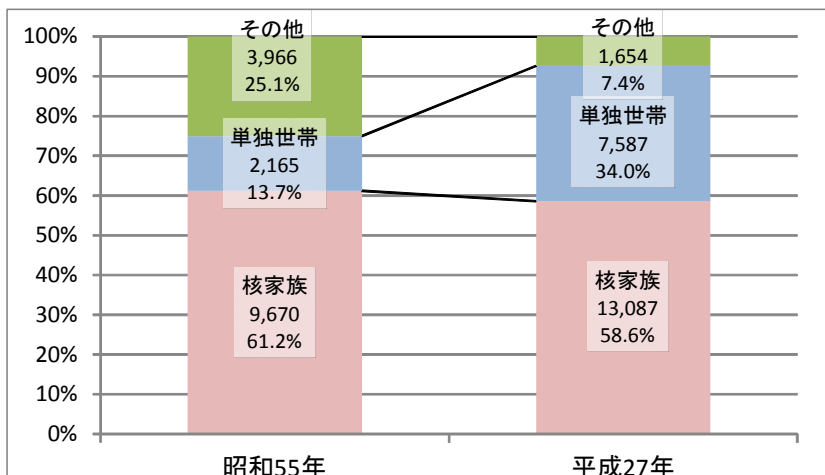 100%
90%
80%
70%
60%
50%
40%
30%
20%
10%
0%
その他
3,966
25.1%
単独世帯
2,165
13.7%
核家族
9,670
61.2%
その他
1,654
7.4%
単独世帯
7,587
34.0%
核家族
13,087
58.6%
昭和55年
平成27年